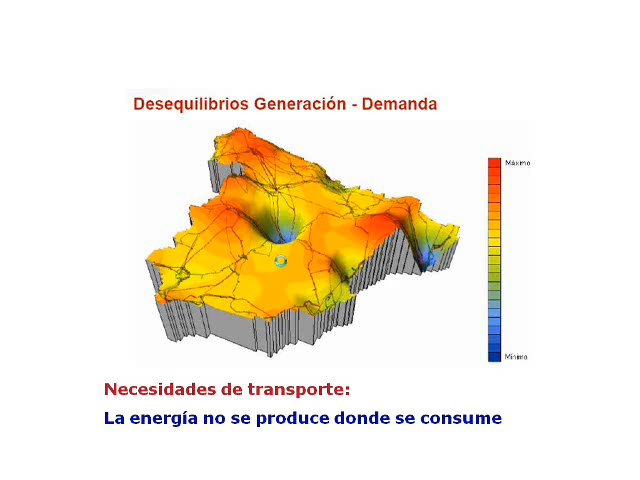 Desequilibrios Generación - Demanda
Máximo
Mínimo
Necesidades de transporte:
La energía no se produce donde se consume